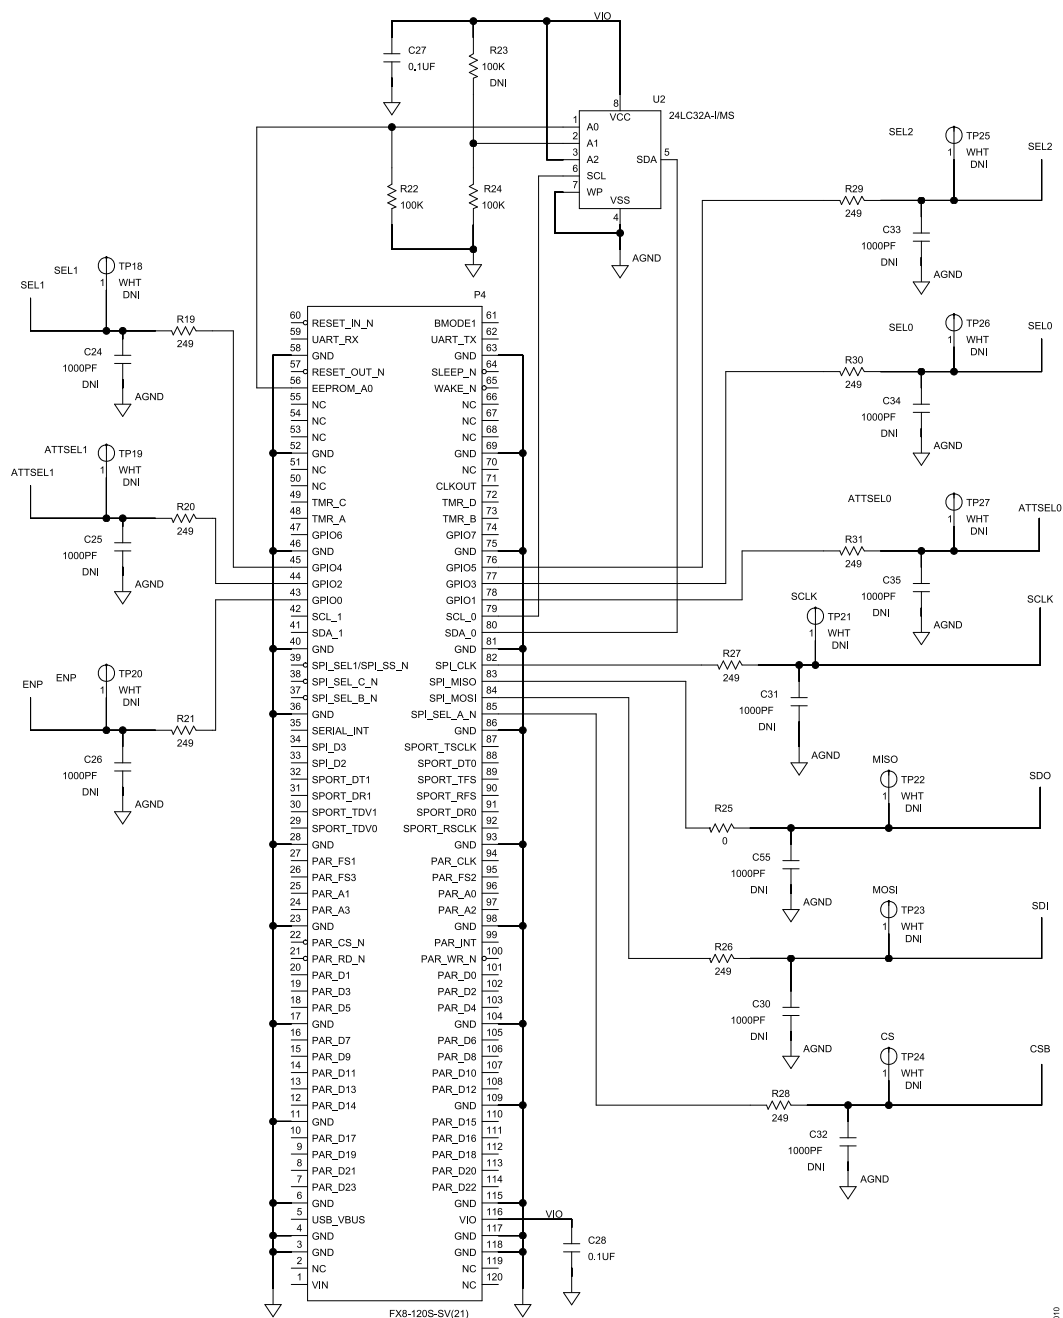 VIO
C27
0.1UF
R23
100K
DNI
U2
24LC32A-I/MS
8
VCC
1 A0
2 A1
3 A2
6 SCL
7 WP
SDA 5
VSS
4
AGND
R22
100K
R24
100K
SEL2
TP25
1
WHT
DNI
SEL2
R29
249
C33
1000PF
DNI
AGND
SEL1
SEL1
TP18
1
WHT
DNI
R19
249
C24
1000PF
DNI
AGND
SEL0
TP26
1
WHT
DNI
SEL0
R30
249
C34
1000PF
DNI
AGND
ATTSEL1
ATTSEL1
TP19
1
WHT
DNI
R20
249
C25
1000PF
DNI
AGND
ATTSEL0
TP27
1
WHT
DNI
ATTSEL0
R31
249
C35
1000PF
DNI
AGND
ENP
ENP
TP20
1
WHT
DNI
R21
249
C26
1000PF
DNI
AGND
SCLK
TP21
1
WHT
DNI
SCLK
R27
249
C31
1000PF
DNI
AGND
MISO
TP22
1
WHT
DNI
SDO
R25
0
C55
1000PF
DNI
AGND
MOSI
TP23
1
WHT
DNI
SDI
R26
249
C30
1000PF
DNI
AGND
CS
TP24
1
WHT
DNI
CSB
R28
249
C32
1000PF
DNI
AGND
P4
60 RESET_IN_N BMODE1 61
59 UART_RX UART_TX 62
58 GND GND 63
57 RESET_OUT_N SLEEP_N 64
56 EEPROM_A0 WAKE_N 65
55 NC NC 66
54 NC NC 67
53 NC NC 68
52 GND GND 69
51 NC NC 70
50 NC CLKOUT 71
49 TMR_C TMR_D 72
48 TMR_A TMR_B 73
47 GPIO6 GPIO7 74
46 GND GND 75
45 GPIO4 GPIO5 76
44 GPIO2 GPIO3 77
43 GPIO0 GPIO1 78
42 SCL_1 SCL_0 79
41 SDA_1 SDA_0 80
40 GND GND 81
39 SPI_SEL1/SPI_SS_N SPI_CLK 82
38 SPI_SEL_C_N SPI_MISO 83
37 SPI_SEL_B_N SPI_MOSI 84
36 GND SPI_SEL_A_N 85
35 SERIAL_INT GND 86
34 SPI_D3 SPORT_TSCLK 87
33 SPI_D2 SPORT_DT0 88
32 SPORT_DT1 SPORT_TFS 89
31 SPORT_DR1 SPORT_RFS 90
30 SPORT_TDV1 SPORT_DR0 91
29 SPORT_TDV0 SPORT_RSCLK 92
28 GND GND 93
27 PAR_FS1 PAR_CLK 94
26 PAR_FS3 PAR_FS2 95
25 PAR_A1 PAR_A0 96
24 PAR_A3 PAR_A2 97
23 GND GND 98
22 PAR_CS_N PAR_INT 99
21 PAR_RD_N PAR_WR_N 100
20 PAR_D1 PAR_D0 101
19 PAR_D3 PAR_D2 102
18 PAR_D5 PAR_D4 103
17 GND GND 104
16 PAR_D7 PAR_D6 105
15 PAR_D9 PAR_D8 106
14 PAR_D11 PAR_D10 107
13 PAR_D13 PAR_D12 108
12 PAR_D14 GND 109
11 GND PAR_D15 110
10 PAR_D17 PAR_D16 111
9 PAR_D19 PAR_D18 112
8 PAR_D21 PAR_D20 113
7 PAR_D23 PAR_D22 114
6 GND GND 115
5 USB_VBUS VIO 116
4 GND GND 117
3 GND GND 118
2 NC NC 119
1 VIN NC 120
FX8-120S-SV(21)
VIO
C28
0.1UF